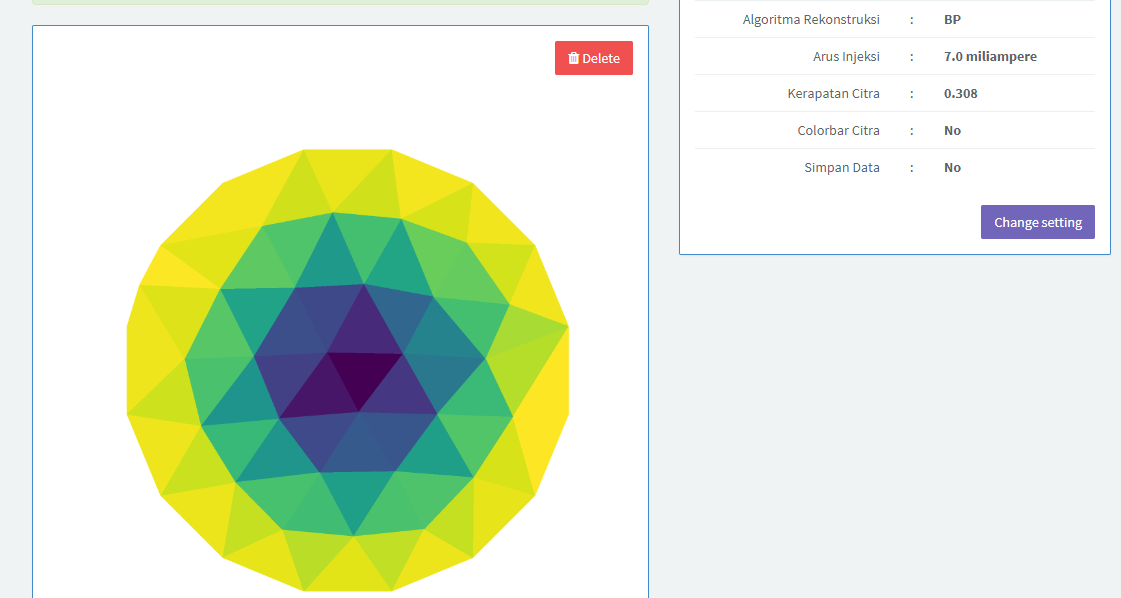 Delete
Algoritma Rekonstruksi : BP
Arus Injeksi : 7.0 miliampere
Kerapatan Citra : 0.308
Colorbar Citra : No
Simpan Data : No
Change setting